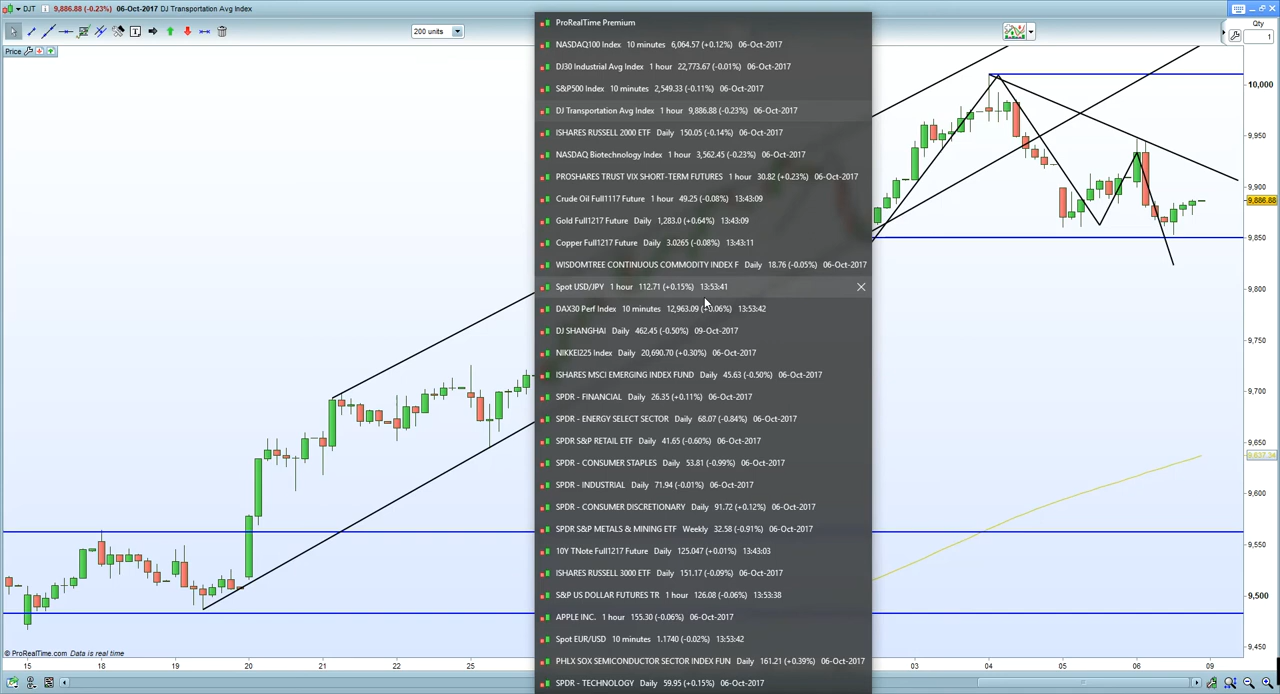 DJT 9,886.88 (-0.23%) 06-Oct-2017 DJ Transportation Avg Index
200 units
Qty
1
Price
ProRealTime Premium
NASDAQ100 Index 10 minutes 6,064.57 (+0.12%) 06-Oct-2017
DJ30 Industrial Avg Index 1 hour 22,773.67 (-0.01%) 06-Oct-2017
S&P500 Index 10 minutes 2,549.33 (-0.11%) 06-Oct-2017
DJ Transportation Avg Index 1 hour 9,886.88 (-0.23%) 06-Oct-2017
ISHARES RUSSELL 2000 ETF Daily 150.05 (-0.14%) 06-Oct-2017
NASDAQ Biotechnology Index 1 hour 3,562.45 (-0.23%) 06-Oct-2017
PROSHARES TRUST VIX SHORT-TERM FUTURES 1 hour 30.82 (+0.23%) 06-Oct-2017
Crude Oil Full1117 Future 1 hour 49.25 (-0.08%) 13:43:09
Gold Full1217 Future Daily 1,283.0 (+0.64%) 13:43:09
Copper Full1217 Future Daily 3.0265 (-0.08%) 13:43:11
WISDOMTREE CONTINUOUS COMMODITY INDEX F Daily 18.76 (-0.05%) 06-Oct-2017
Spot USD/JPY 1 hour 112.71 (+0.15%) 13:53:41
DAX30 Perf Index 10 minutes 12,963.09 (+0.06%) 13:53:42
DJ SHANGHAI Daily 462.45 (-0.50%) 09-Oct-2017
NIKKEI225 Index Daily 20,690.70 (+0.30%) 06-Oct-2017
ISHARES MSCI EMERGING INDEX FUND Daily 45.63 (-0.50%) 06-Oct-2017
SPDR - FINANCIAL Daily 26.35 (+0.11%) 06-Oct-2017
SPDR - ENERGY SELECT SECTOR Daily 68.07 (-0.84%) 06-Oct-2017
SPDR S&P RETAIL ETF Daily 41.65 (-0.60%) 06-Oct-2017
SPDR - CONSUMER STAPLES Daily 53.81 (-0.99%) 06-Oct-2017
SPDR - INDUSTRIAL Daily 71.94 (-0.01%) 06-Oct-2017
SPDR - CONSUMER DISCRETIONARY Daily 91.72 (+0.12%) 06-Oct-2017
SPDR S&P METALS & MINING ETF Weekly 32.58 (-0.91%) 06-Oct-2017
10Y TNote Full1217 Future Daily 125.047 (+0.01%) 13:43:03
ISHARES RUSSELL 3000 ETF Daily 151.17 (-0.09%) 06-Oct-2017
S&P US DOLLAR FUTURES TR 1 hour 126.08 (-0.06%) 13:53:38
APPLE INC. 1 hour 155.30 (-0.06%) 06-Oct-2017
Spot EUR/USD 10 minutes 1.1740 (-0.02%) 13:53:42
PHLX SOX SEMICONDUCTOR SECTOR INDEX FUN Daily 161.21 (+0.39%) 06-Oct-2017
SPDR - TECHNOLOGY Daily 59.95 (+0.15%) 06-Oct-2017
10,000
9,950
9,900
9,886.88
9,850
9,800
9,750
9,700
9,650
9,637.34
9,600
9,550
9,500
9,450
© ProRealTime.com Data is real time
15 18 19 20 21 22 25 03 04 05 06 09